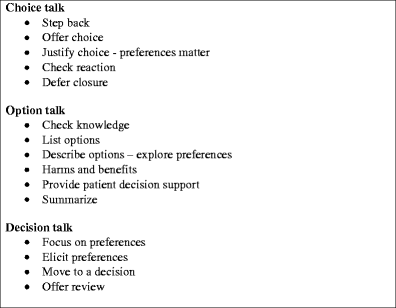 Choice talk
• Step back
• Offer choice
• Justify choice - preferences matter
• Check reaction
• Defer closure
Option talk
• Check knowledge
• List options
• Describe options – explore preferences
• Harms and benefits
• Provide patient decision support
• Summarize
Decision talk
• Focus on preferences
• Elicit preferences
• Move to a decision
• Offer review